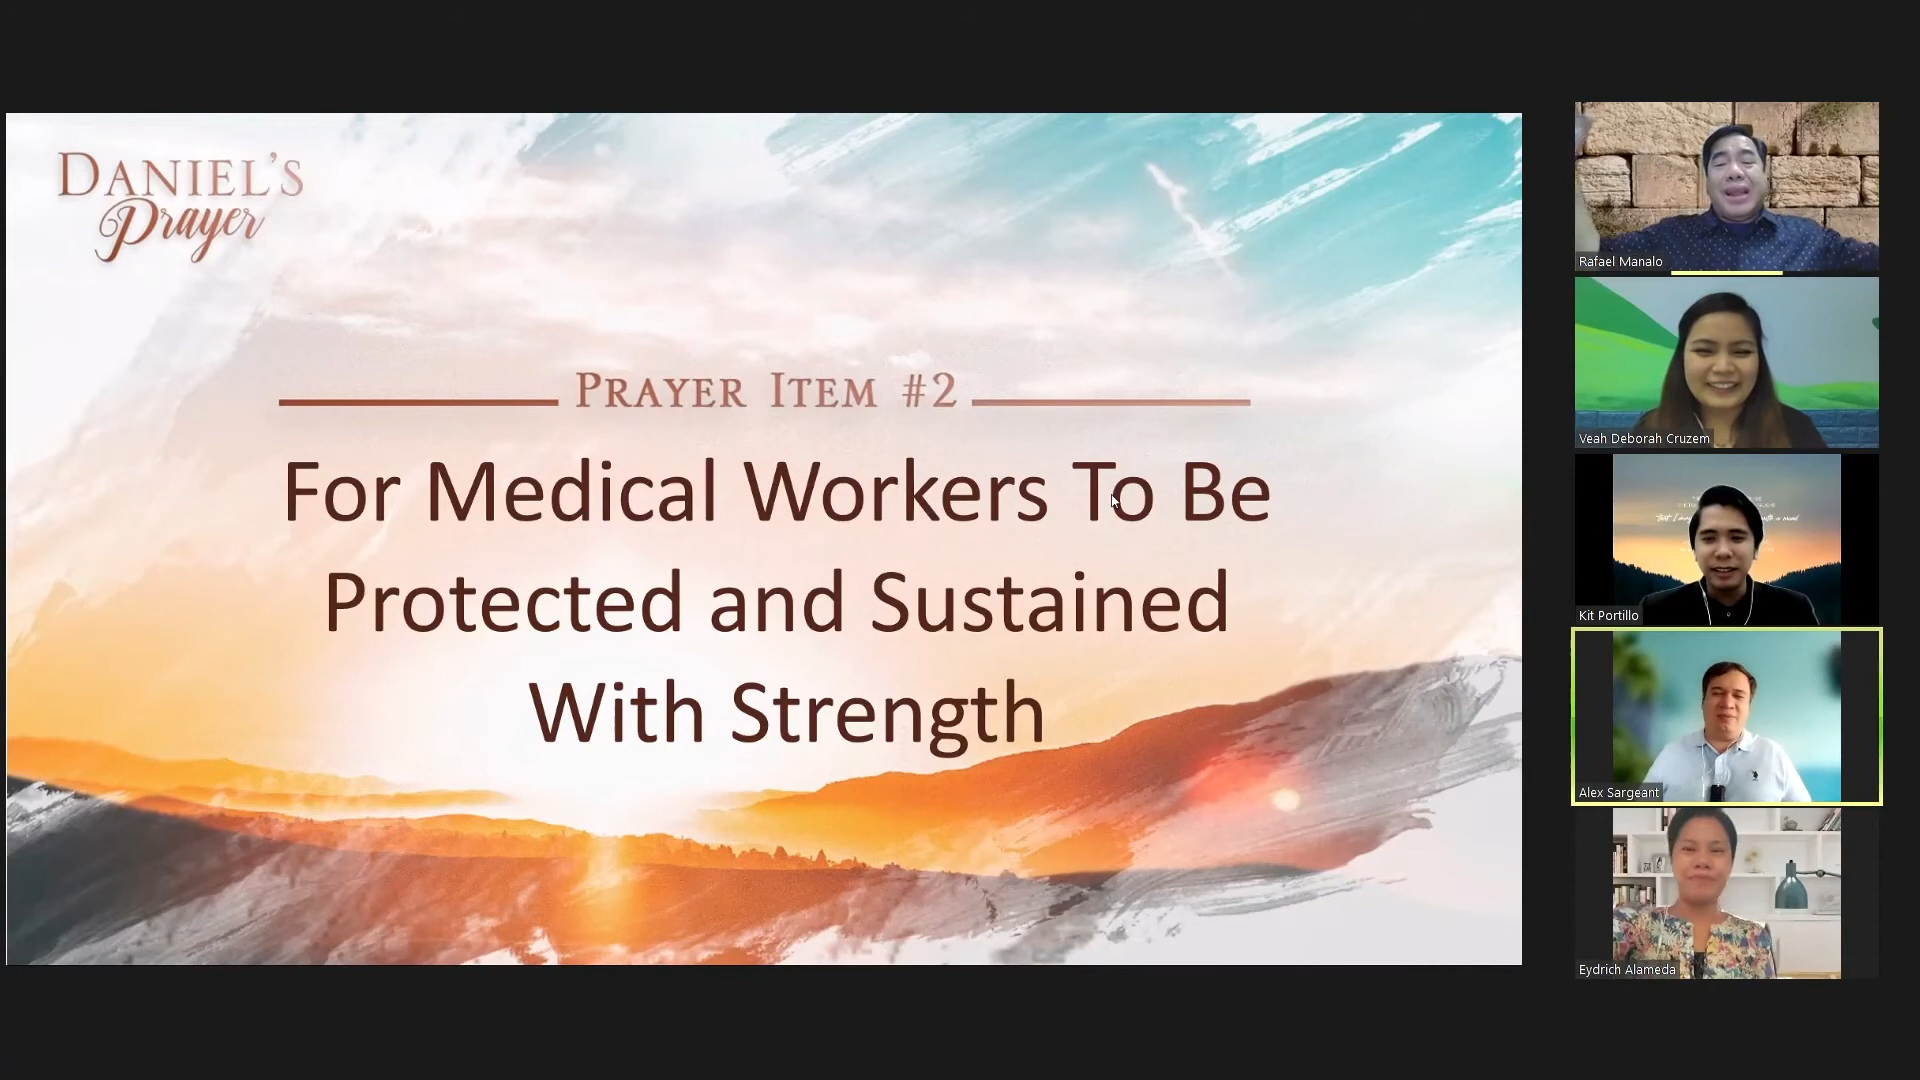 DANIEL'S
Prayer
PRAYER ITEM #2
For Medical Workers To Be
Protected and Sustained
With Strength
Rafael Manalo
Veah Deborah Cruzem
Kit Portillo
Alex Sargeant
Eydrich Alameda